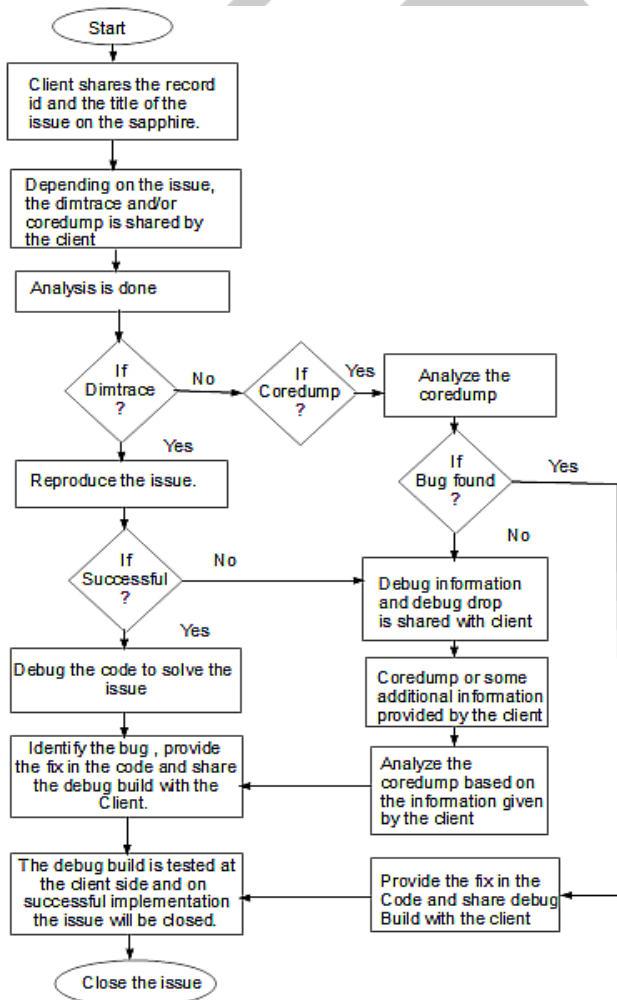 Start
Client shares the record
id and the title of the
issue on the sapphire.
Depending on the issue,
the dimtrace and/or
coredump is shared by
the client
Analysis is done
If
Dimtrace
?
No
If
Coredump
?
Yes
Analyze the
coredump
Yes
Reproduce the issue.
If
Bug found
?
Yes
No
If
Successful
?
No
Debug information
and debug drop
is shared with client
Yes
Debug the code to solve the
issue
Coredump or some
additional information
provided by the client
Identify the bug , provide
the fix in the code and share
the debug build with the
Client.
Analyze the
coredump based on
the information given
by the client
The debug build is tested at
the client side and on
successful implementation
the issue will be closed.
Provide the fix in the
Code and share debug
Build with the client
Close the issue